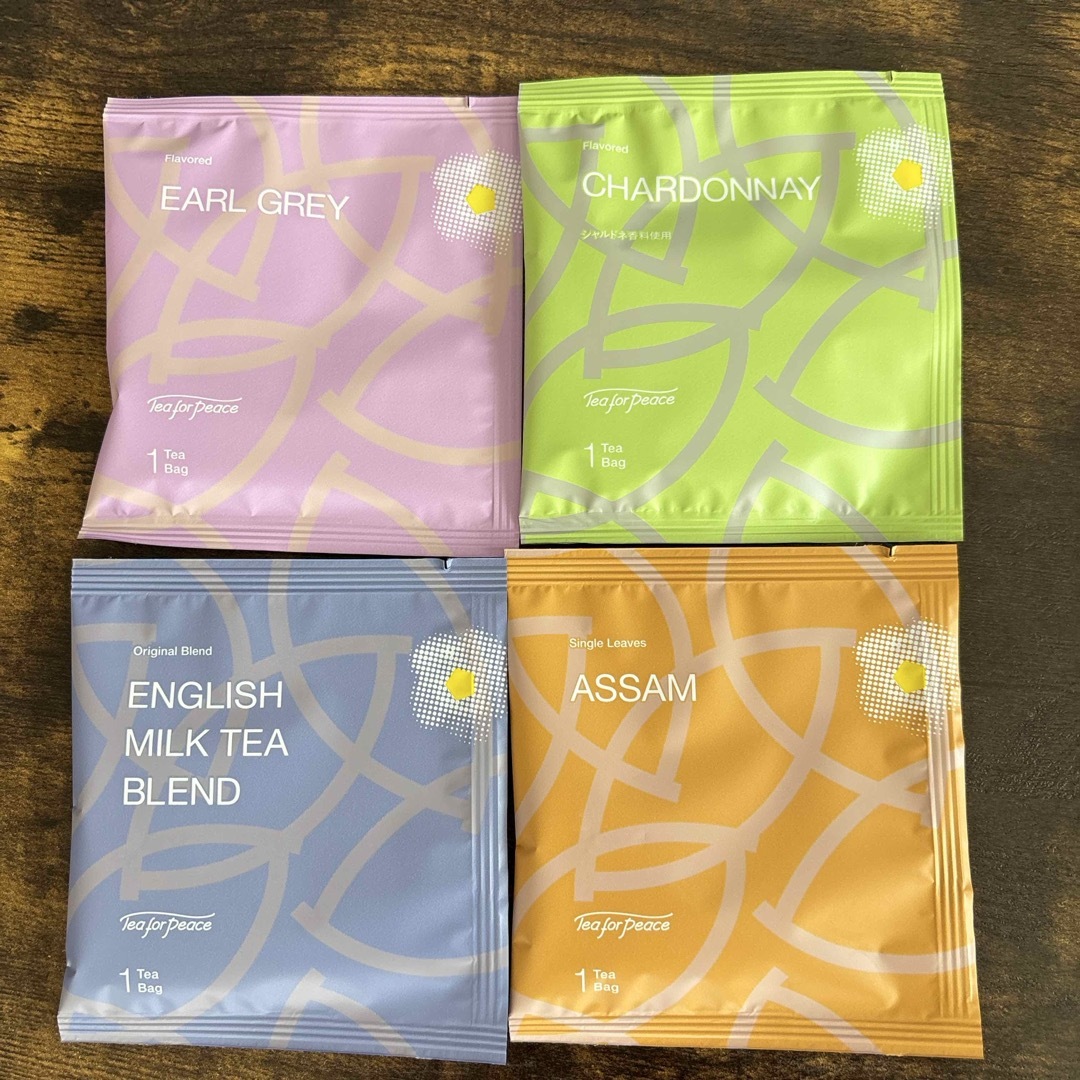 Flavored
EARL GREY
Tea for Peace
1 Tea
Bag
Flavored
CHARDONNAY
シャルドネ香料使用
Tea for Peace
1 Tea
Bag
Original Blend
ENGLISH
MILK TEA
BLEND
Tea for Peace
1 Tea
Bag
Single Leaves
ASSAM
Tea for Peace
1 Tea
Bag